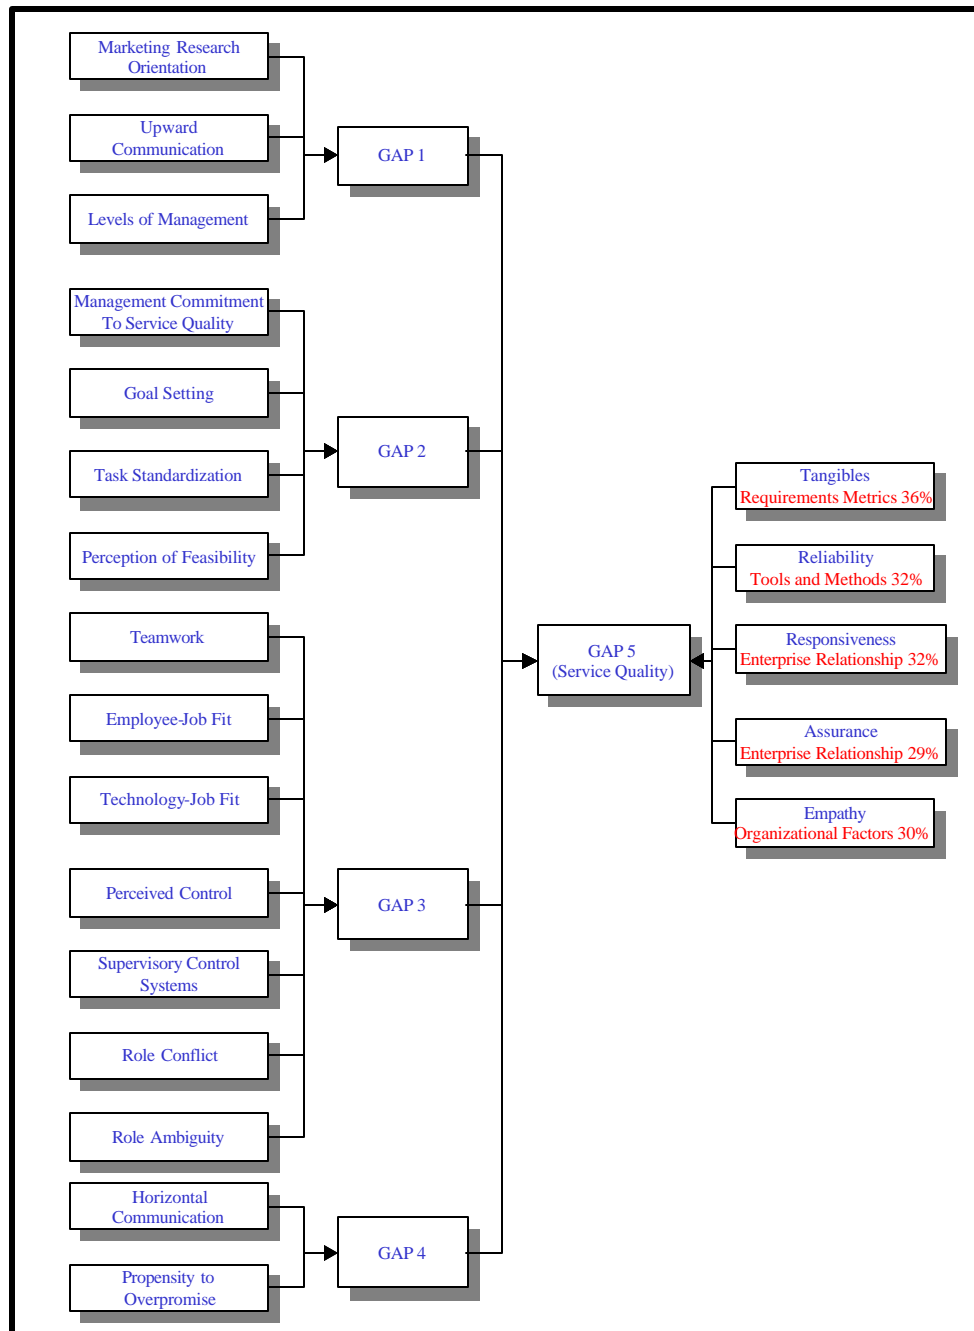 Marketing Research
Orientation
Upward
Communication
Levels of Management
GAP 1
Management Commitment
To Service Quality
Goal Setting
Task Standardization
Perception of Feasibility
GAP 2
Teamwork
Employee-Job Fit
Technology-Job Fit
Perceived Control
Supervisory Control
Systems
Role Conflict
Role Ambiguity
GAP 3
Horizontal
Communication
Propensity to
Overpromise
GAP 4
GAP 5
(Service Quality)
Tangibles
Requirements Metrics 36%
Reliability
Tools and Methods 32%
Responsiveness
Enterprise Relationship 32%
Assurance
Enterprise Relationship 29%
Empathy
Organizational Factors 30%